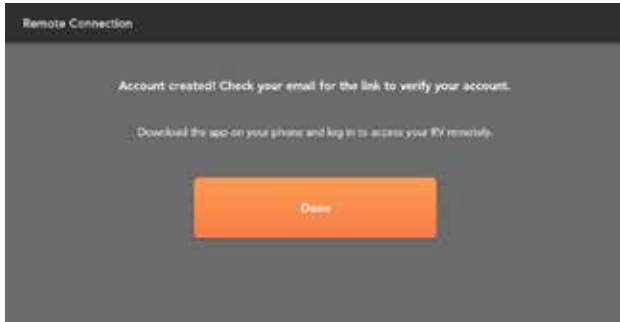 Remote Connection
Account created! Check your email for the link to verify your account.
Download the app on your phone and log in to access your RV remotely.
Done